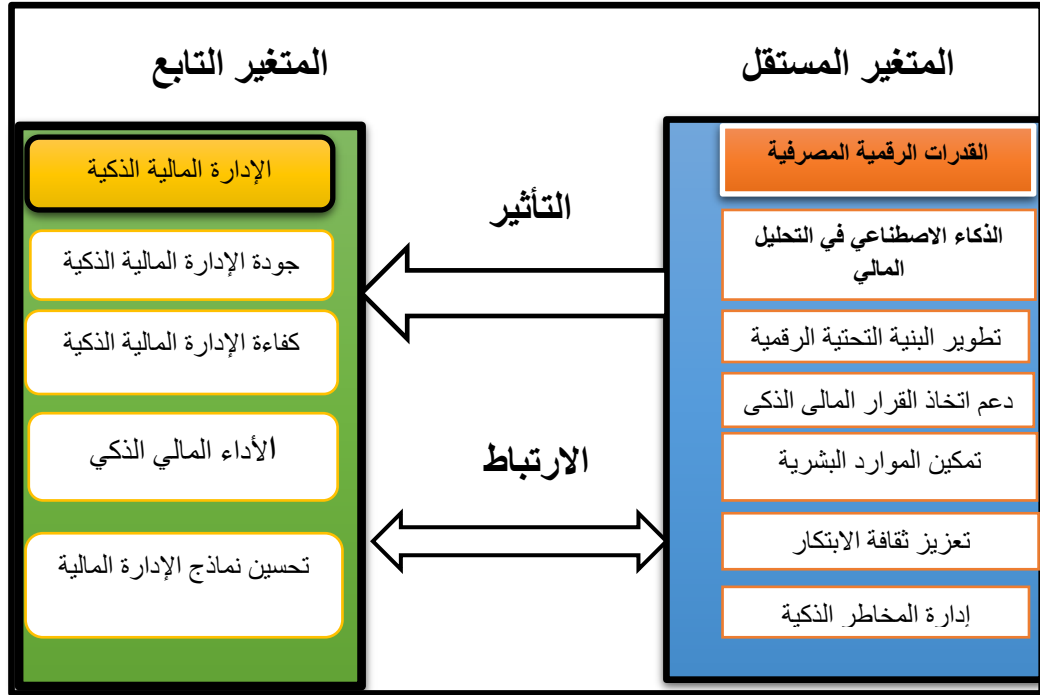 المتغير المستقل
المتغير التابع
القدرات الرقمية المصرفية
الذكاء الاصطناعي في التحليل
المالي
تطوير البنية التحتية الرقمية
دعم اتخاذ القرار المالي الذكي
تمكين الموارد البشرية
تعزيز ثقافة الابتكار
إدارة المخاطر الذكية
التأثير
الارتباط
الإدارة المالية الذكية
جودة الإدارة المالية الذكية
كفاءة الإدارة المالية الذكية
الأداء المالي الذكي
تحسين نماذج الإدارة المالية